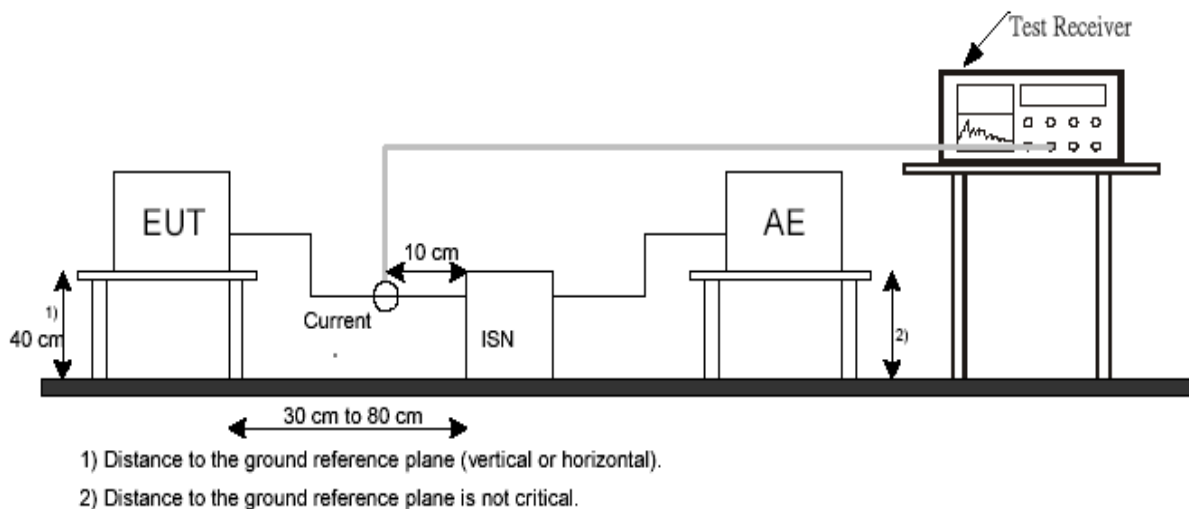 Test Receiver
EUT
AE
10 cm
1)
40 cm
Current
ISN
2)
30 cm to 80 cm
1) Distance to the ground reference plane (vertical or horizontal).
2) Distance to the ground reference plane is not critical.